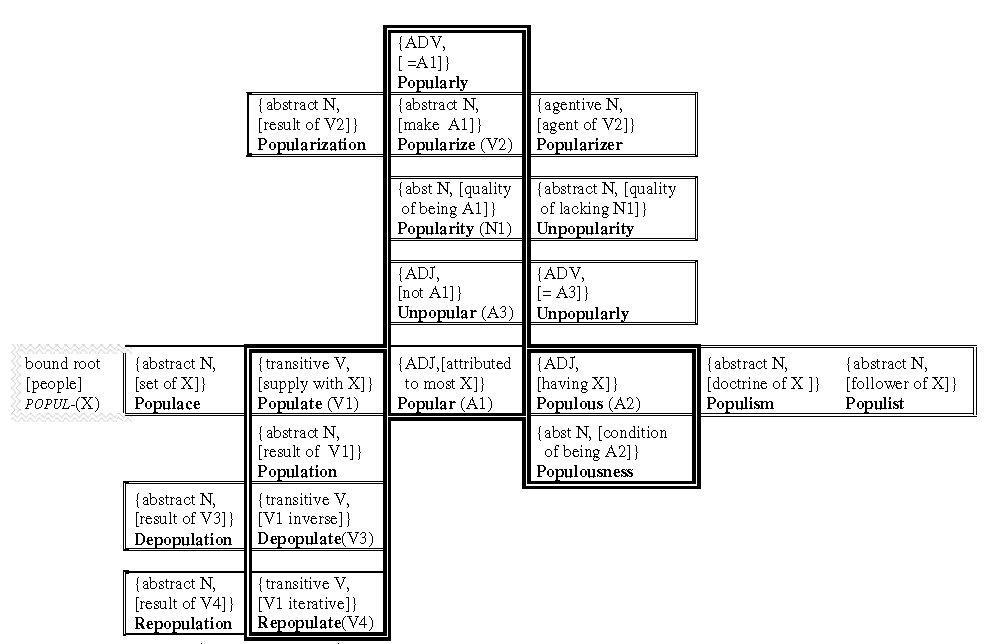 {ADV,
[ =A1]}
Popularly
{abstract N,
[result of V2]}
Popularization
{abstract N,
[make A1]}
Popularize (V2)
{agentive N,
[agent of V2]}
Popularizer
{abst N, [quality
of being A1]}
Popularity (N1)
{abstract N, [quality
of lacking N1]}
Unpopularity
{ADJ,
[not A1]}
Unpopular (A3)
{ADV,
[= A3]}
Unpopularly
bound root
[people]
POPUL-(X)
{abstract N,
[set of X]}
Populace
{transitive V,
[supply with X]}
Populate (V1)
{ADJ,[attributed
to most X]}
Popular (A1)
{ADJ,
[having X]}
Populous (A2)
{abstract N,
[doctrine of X ]}
Populism
{abstract N,
[follower of X]}
Populist
{abstract N,
[result of V1]}
Population
{abst N, [condition
of being A2]}
Populousness
{abstract N,
[result of V3]}
Depopulation
{transitive V,
[V1 inverse]}
Depopulate(V3)
{abstract N,
[result of V4]}
Repopulation
{transitive V,
[V1 iterative]}
Repopulate(V4)